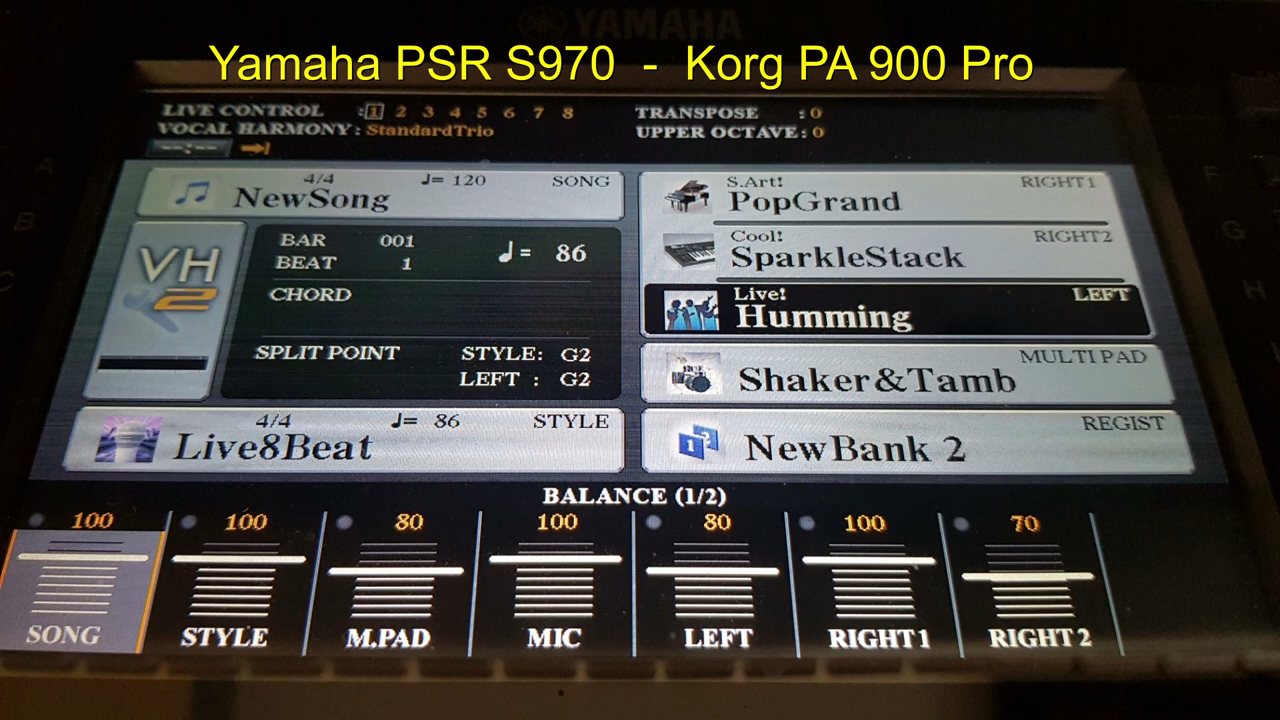 YAMAHA
Yamaha PSR S970 - Korg PA 900 Pro
LIVE CONTROL :1 2 3 4 5 6 7 8
VOCAL HARMONY: StandardTrio
TRANSPOSE : 0
UPPER OCTAVE: 0
--:--
4/4 ♩= 120 SONG
NewSong
VH
2
BAR 001
BEAT 1
♩= 86
CHORD
SPLIT POINT STYLE: G2
LEFT : G2
4/4 ♩= 86 STYLE
Live8Beat
S.Art! RIGHT1
PopGrand
Cool! RIGHT2
SparkleStack
Live! LEFT
Humming
MULTI PAD
Shaker&Tamb
REGIST
1 2
NewBank 2
BALANCE (1/2)
100 100 80 100 80 100 70
SONG STYLE M.PAD MIC LEFT RIGHT1 RIGHT2
A
B
C
F
G
H